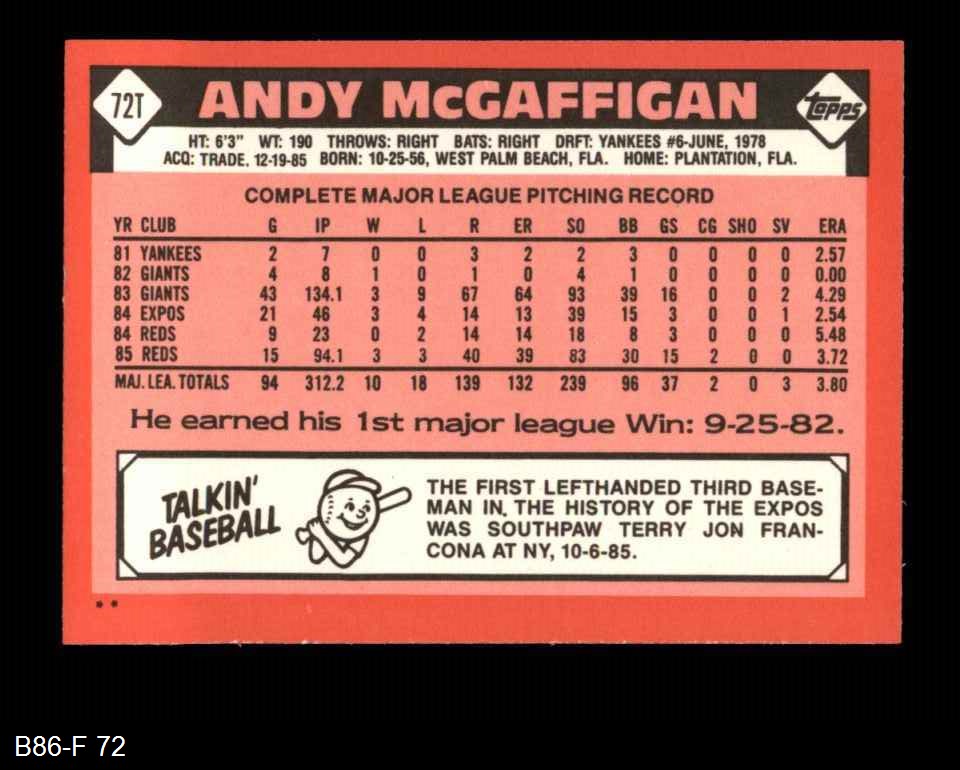 72T
ANDY McGAFFIGAN
TOPPS
HT: 6'3" WT: 190 THROWS: RIGHT BATS: RIGHT DRFT: YANKEES #6-JUNE, 1978
ACQ: TRADE, 12-19-85 BORN: 10-25-56, WEST PALM BEACH, FLA. HOME: PLANTATION, FLA.
COMPLETE MAJOR LEAGUE PITCHING RECORD
YR CLUB G IP W L R ER SO BB GS CG SHO SV ERA
81 YANKEES 2 7 0 0 3 2 2 3 0 0 0 0 2.57
82 GIANTS 4 8 1 0 1 0 4 1 0 0 0 0 0.00
83 GIANTS 43 134.1 3 9 67 64 93 39 16 0 0 2 4.29
84 EXPOS 21 46 3 4 14 13 39 15 3 0 0 1 2.54
84 REDS 9 23 0 2 14 14 18 8 3 0 0 0 5.48
85 REDS 15 94.1 3 3 40 39 83 30 15 2 0 0 3.72
MAJ. LEA. TOTALS 94 312.2 10 18 139 132 239 96 37 2 0 3 3.80
He earned his 1st major league Win: 9-25-82.
TALKIN'
BASEBALL
THE FIRST LEFTHANDED THIRD BASE-
MAN IN THE HISTORY OF THE EXPOS
WAS SOUTHPAW TERRY JON FRAN-
CONA AT NY, 10-6-85.
**
B86-F 72